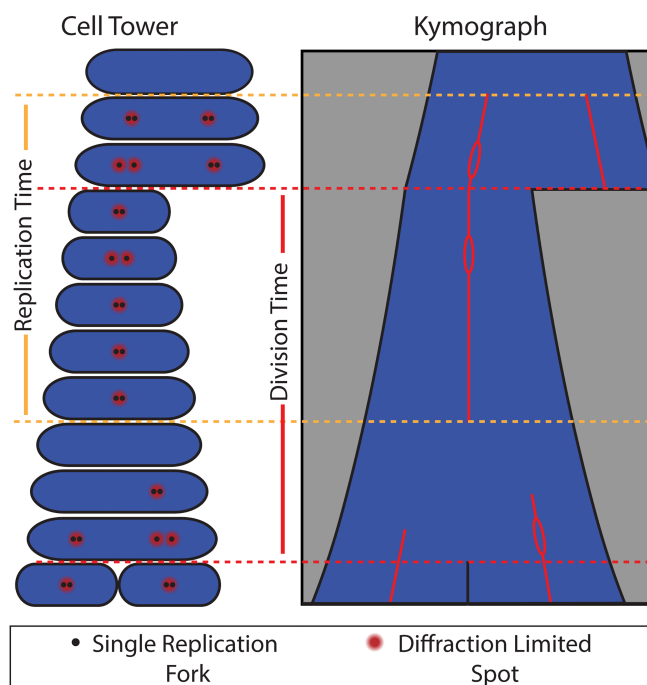 Cell Tower
Kymograph
Replication Time
Division Time
Single Replication
Fork
Diffraction Limited
Spot